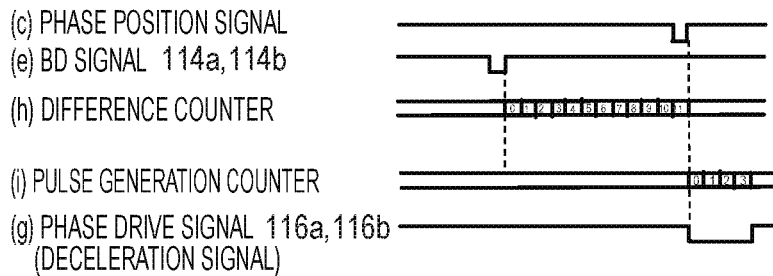 (c) PHASE POSITION SIGNAL
(e) BD SIGNAL 114a,114b
(h) DIFFERENCE COUNTER
0 1 2 3 4 5 6 7 8 9 10 11
(i) PULSE GENERATION COUNTER
0 1 2 3
(g) PHASE DRIVE SIGNAL 116a,116b
(DECELERATION SIGNAL)